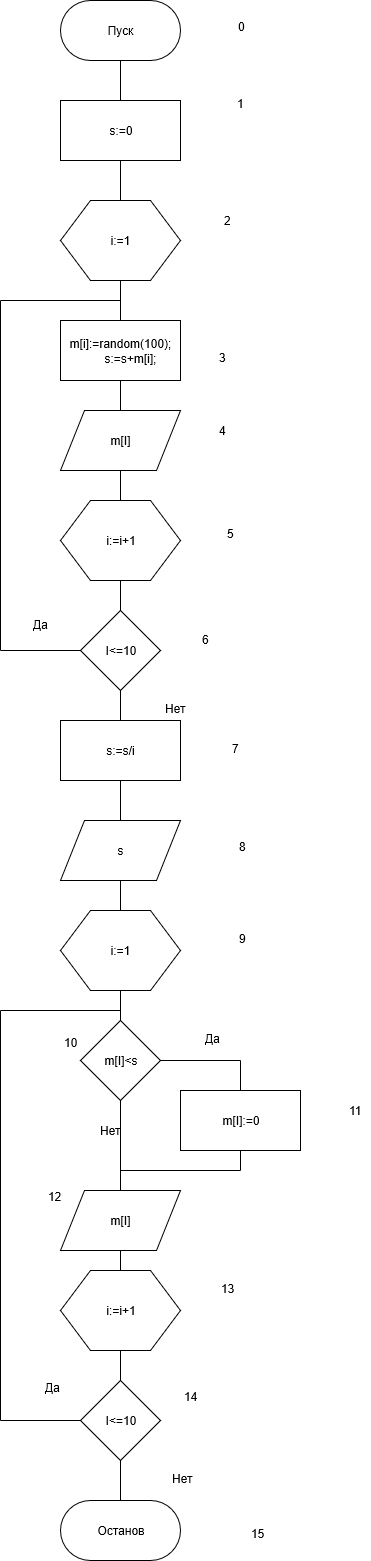 Пуск
0
s:=0
1
i:=1
2
m[i]:=random(100);
s:=s+m[i];
3
m[I]
4
i:=i+1
5
Да
I<=10
6
Нет
s:=s/i
7
s
8
i:=1
9
10
m[I]<s
Да
m[I]:=0
11
Нет
12
m[I]
i:=i+1
13
Да
I<=10
14
Нет
Останов
15